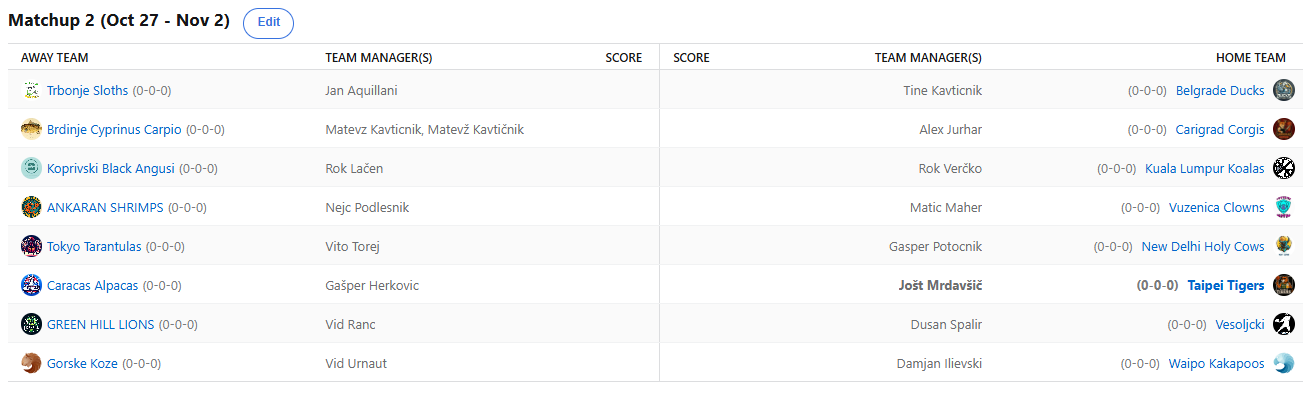 Matchup 2 (Oct 27 - Nov 2) Edit
AWAY TEAM TEAM MANAGER(S) SCORE SCORE TEAM MANAGER(S) HOME TEAM
Trbonje Sloths (0-0-0) Jan Aquillani Tine Kavticnik (0-0-0) Belgrade Ducks
Brdinje Cyprinus Carpio (0-0-0) Matevz Kavticnik, Matevž Kavtičnik Alex Jurhar (0-0-0) Carigrad Corgis
Koprivski Black Angusi (0-0-0) Rok Lačen Rok Verčko (0-0-0) Kuala Lumpur Koalas
ANKARAN SHRIMPS (0-0-0) Nejc Podlesnik Matic Maher (0-0-0) Vuzenica Clowns
Tokyo Tarantulas (0-0-0) Vito Torej Gasper Potocnik (0-0-0) New Delhi Holy Cows
Caracas Alpacas (0-0-0) Gašper Herkovic Jošt Mrdavšič (0-0-0) Taipei Tigers
GREEN HILL LIONS (0-0-0) Vid Ranc Dusan Spalir (0-0-0) Vesoljcki
Gorske Koze (0-0-0) Vid Urnaut Damjan Ilievski (0-0-0) Waipo Kakapoos